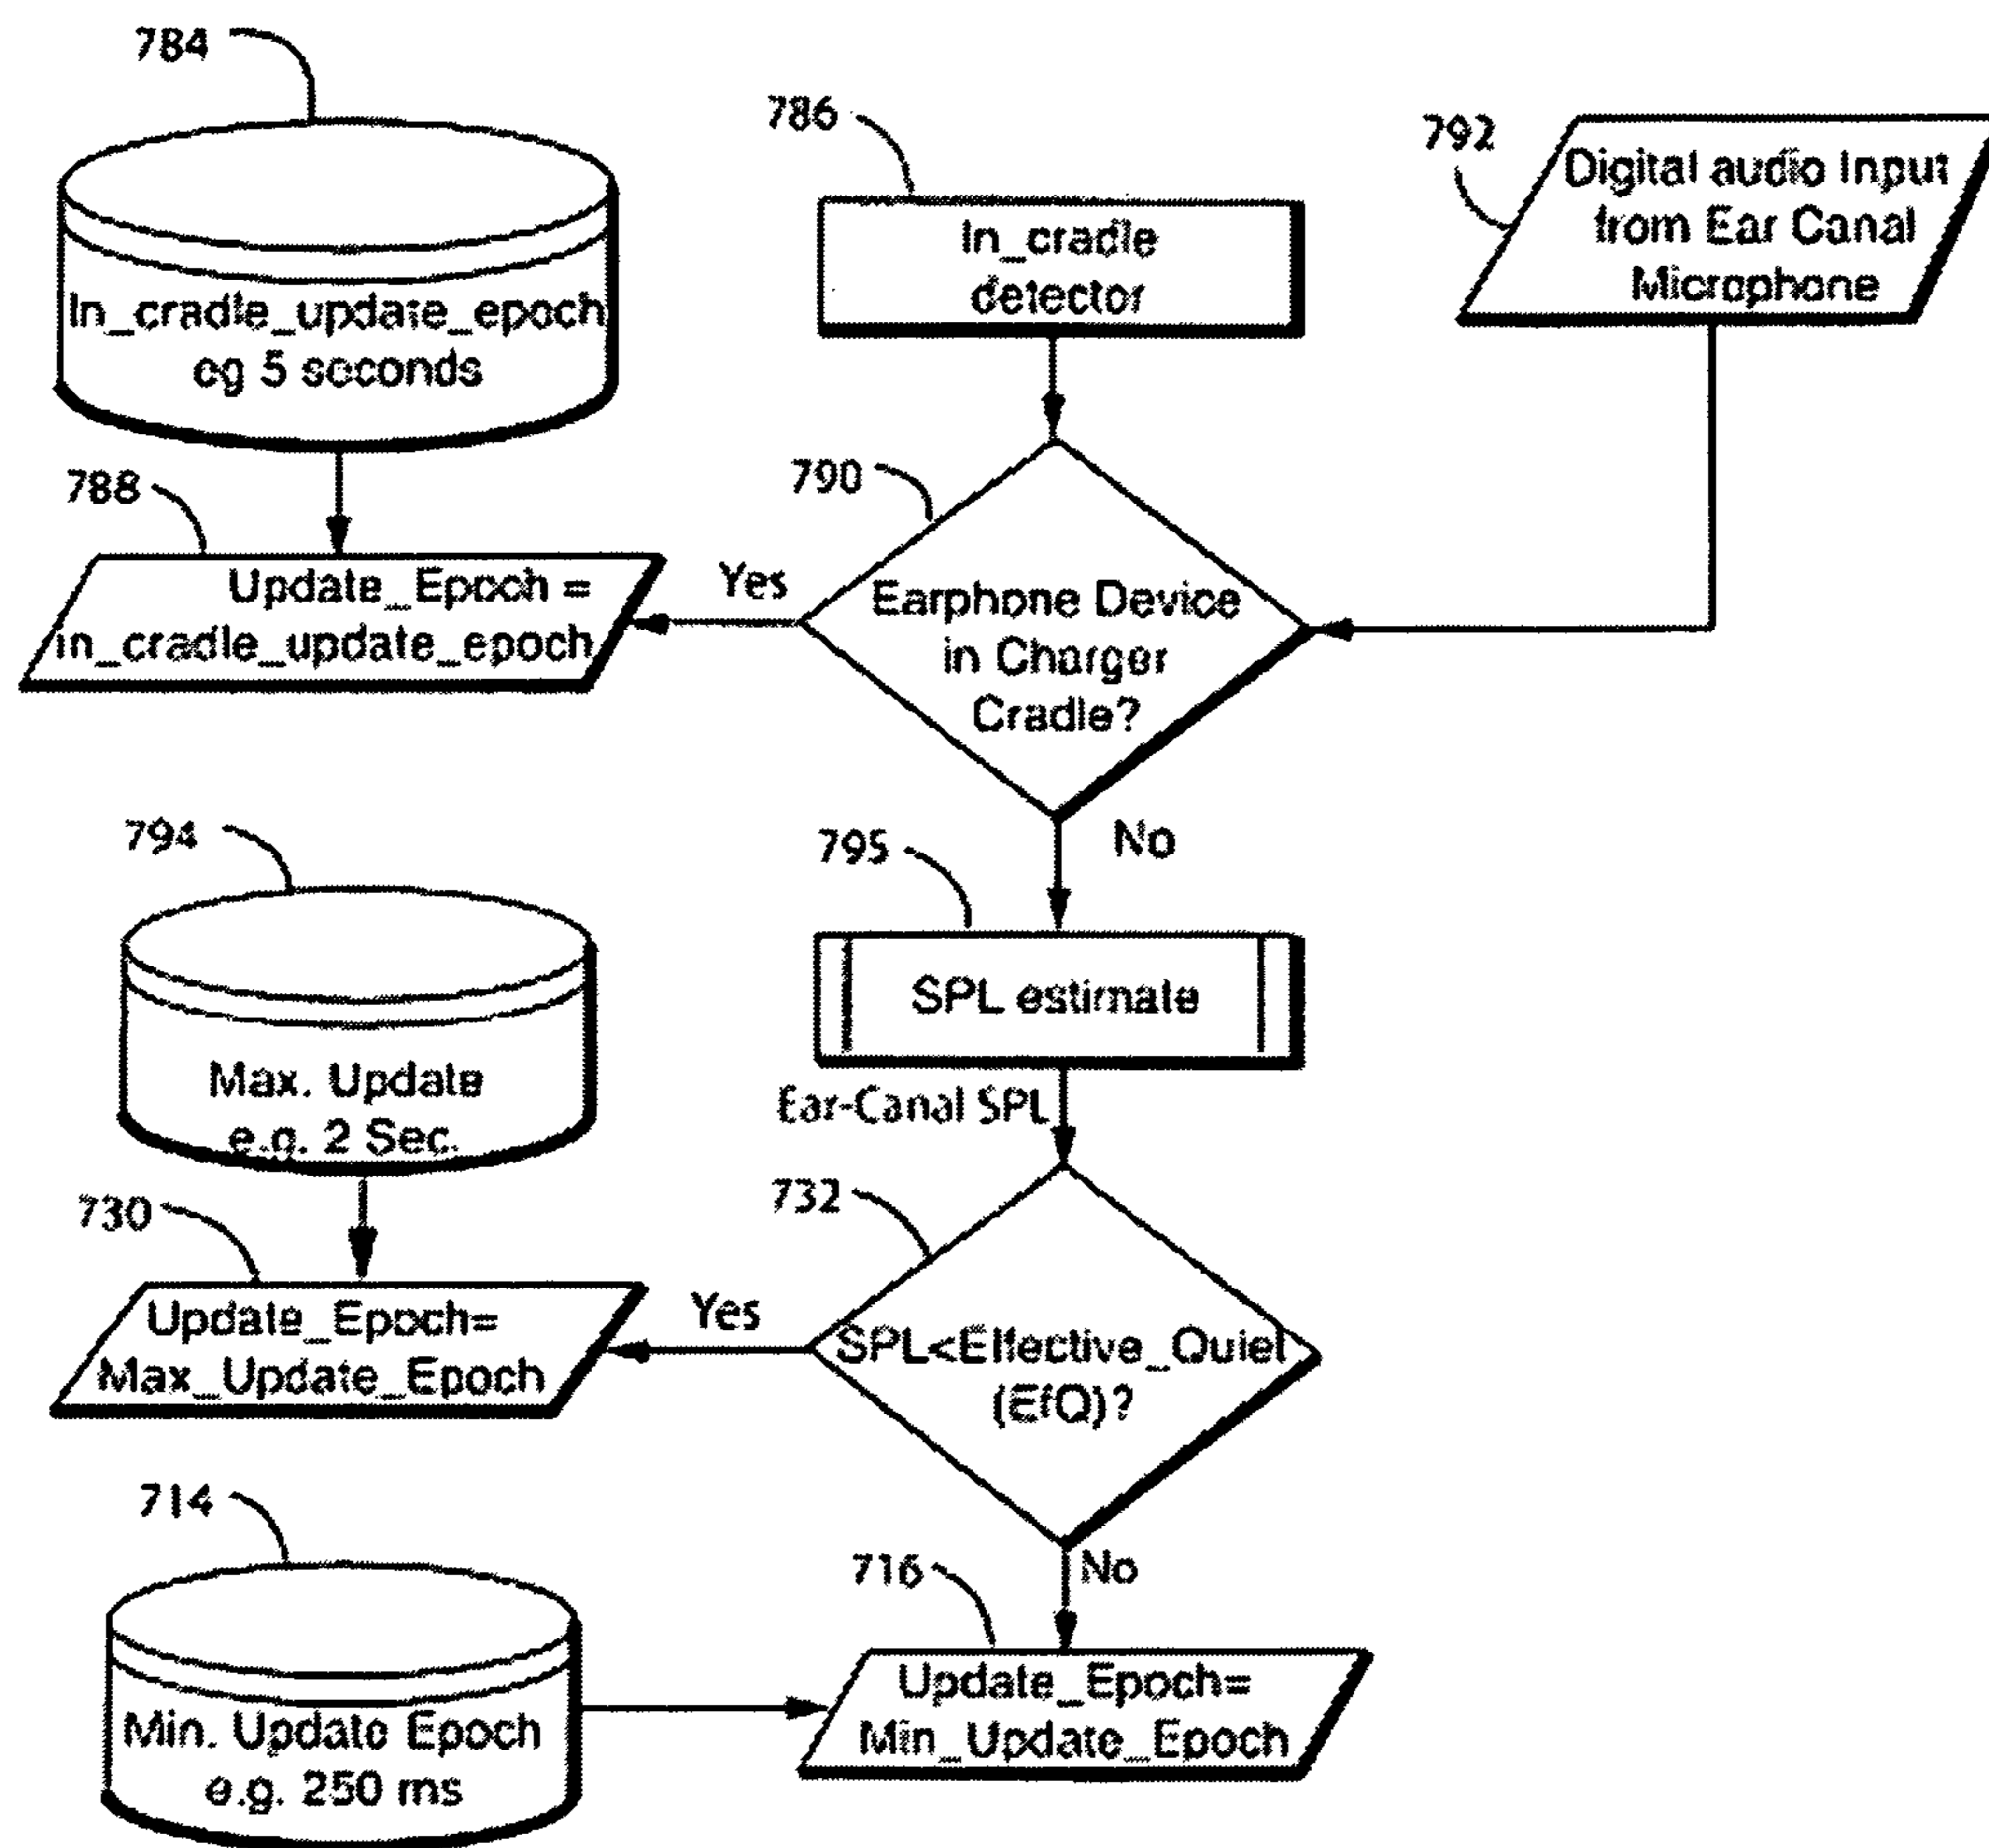 784
In_cradle_update_epoch
eg 5 seconds
786
In_cradle
detector
792
Digital audio Input
from Ear Canal
Microphone
788
Update_Epoch =
in_cradle_update_epoch
Yes
790
Earphone Device
in Charger
Cradle?
No
794
Max. Update
e.g. 2 Sec.
795
SPL estimate
Ear-Canal SPL
730
Update_Epoch=
Max_Update_Epoch
Yes
732
SPL<Effective_Quiet
(EfQ)?
No
714
Min. Update Epoch
e.g. 250 ms
716
Update_Epoch=
Min_Update_Epoch